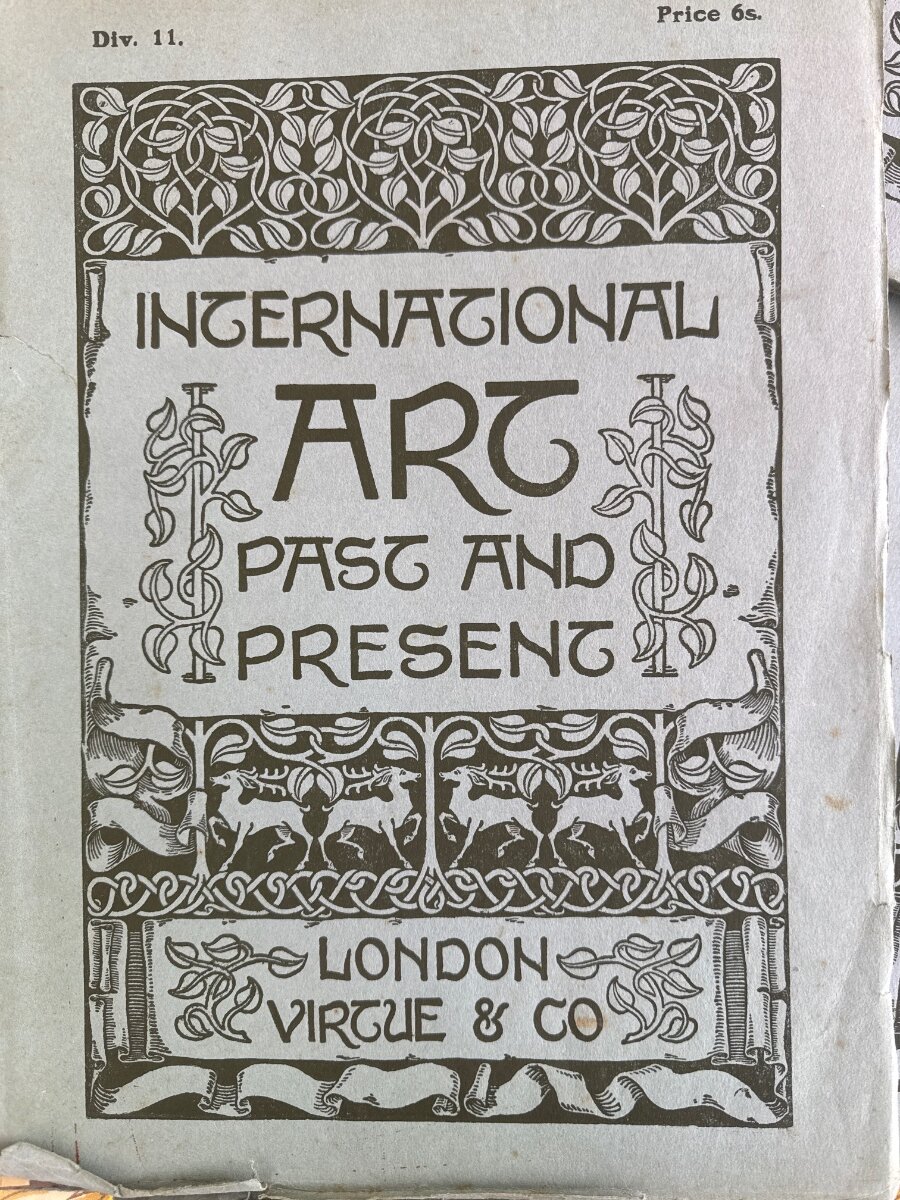 Div. 11.
Price 6s.
INTERNATIONAL
ART
PAST AND
PRESENT
LONDON
VIRTUE & CO